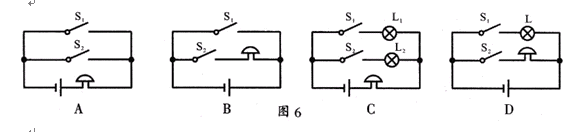 S₁ S₁ S₁ L₁ S₁ L
S₂ S₂ S₂ L₂ S₂
A B 图6 C D